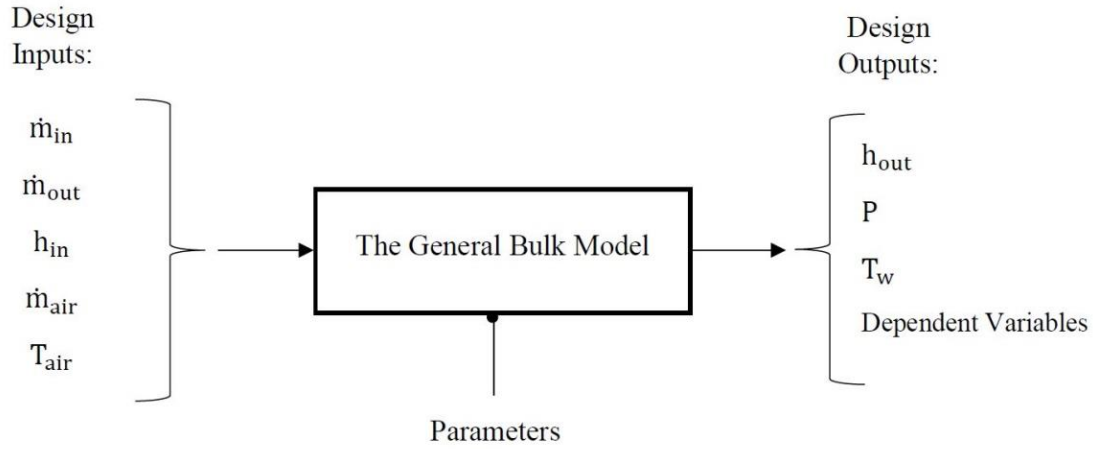 Design
Inputs:
ṁin
ṁout
hin
ṁair
Tair
The General Bulk Model
Parameters
Design
Outputs:
hout
P
Tw
Dependent Variables